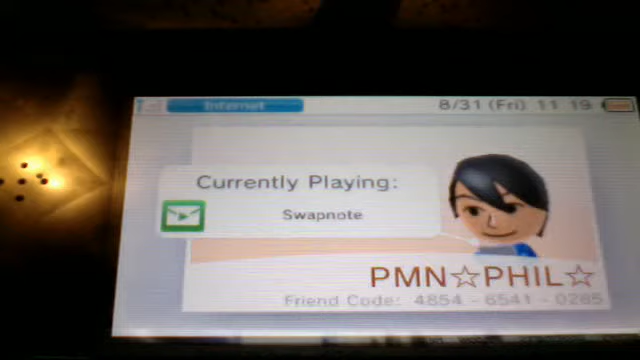 Internet 8/31 (Fri) 11 19
Currently Playing:
Swapnote
PMN☆PHIL☆
Friend Code: 4854 - 6541 - 0285